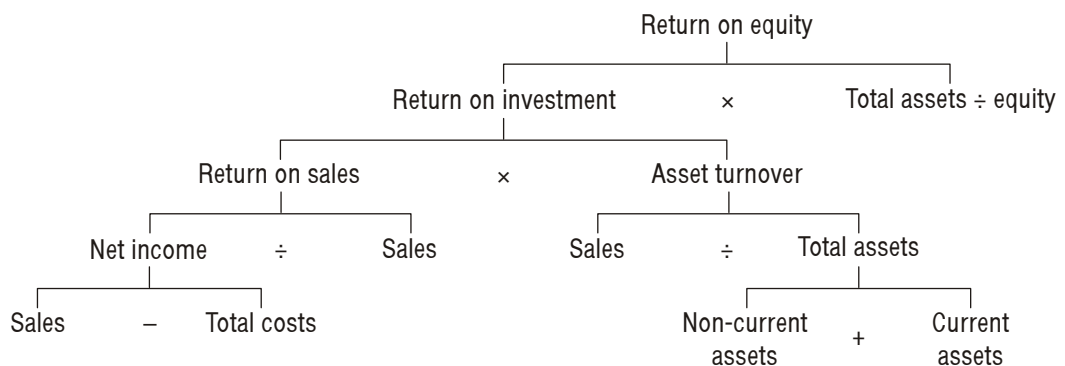 Return on equity
Return on investment × Total assets ÷ equity
Return on sales × Asset turnover
Net income ÷ Sales Sales ÷ Total assets
Sales – Total costs Non-current assets + Current assets